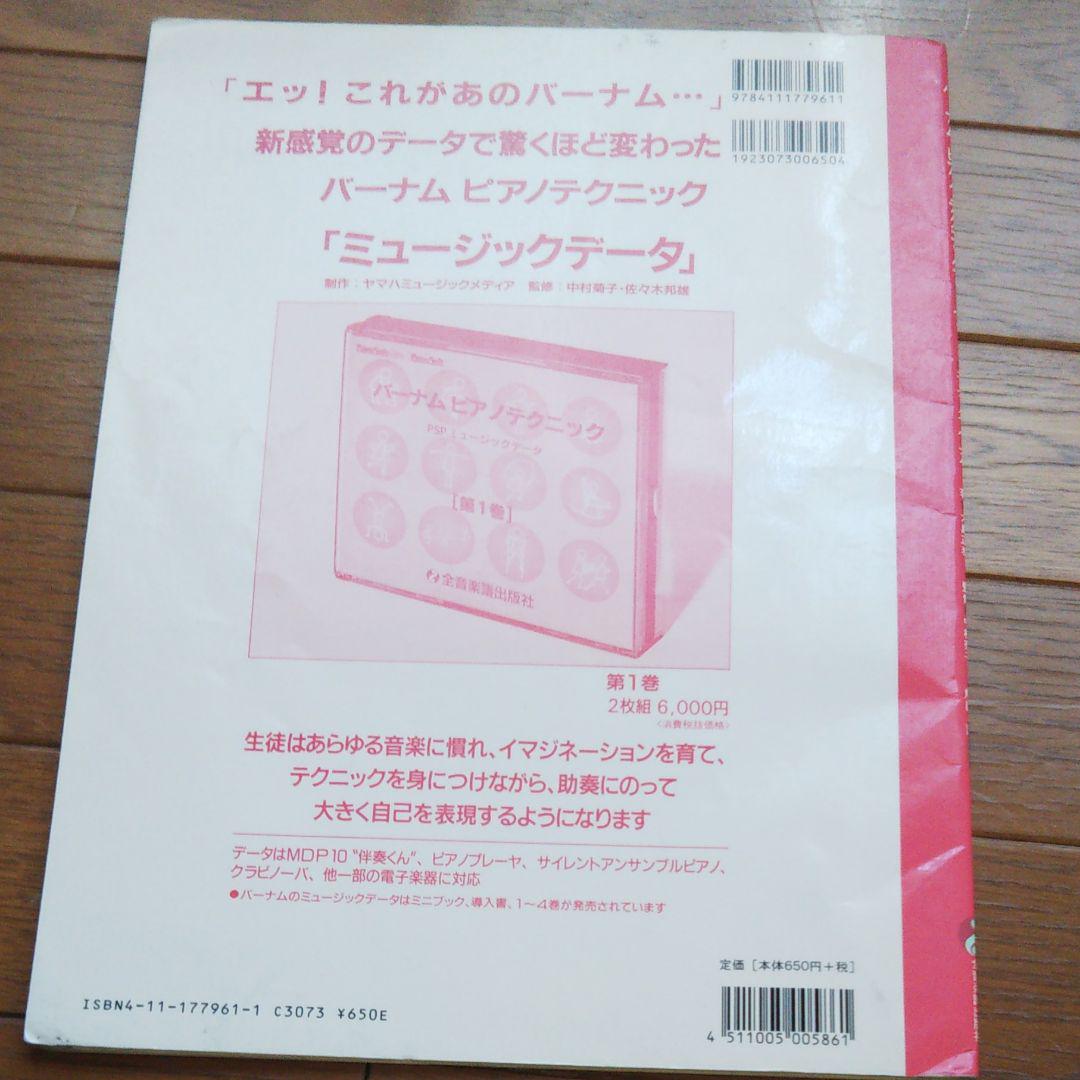 「エッ！これがあのバーナム…」
9784111779611
新感覚のデータで驚くほど変わった
1923073006504
バーナム ピアノテクニック
「ミュージックデータ」
制作：ヤマハミュージックメディア　監修：中村菊子・佐々木邦雄
バーナム ピアノテクニック
PSP ミュージックデータ
［第1巻］
全音楽譜出版社
第1巻
2枚組 6,000円
〈消費税抜価格〉
生徒はあらゆる音楽に慣れ、イマジネーションを育て、
テクニックを身につけながら、助奏にのって
大きく自己を表現するようになります
データはMDP10 “伴奏くん”、ピアノプレーヤ、サイレントアンサンブルピアノ、
クラビノーバ、他一部の電子楽器に対応
●バーナムのミュージックデータはミニブック、導入書、1〜4巻が発売されています
定価［本体650円＋税］
ISBN4-11-177961-1 C3073 ¥650E
4 511005 005861